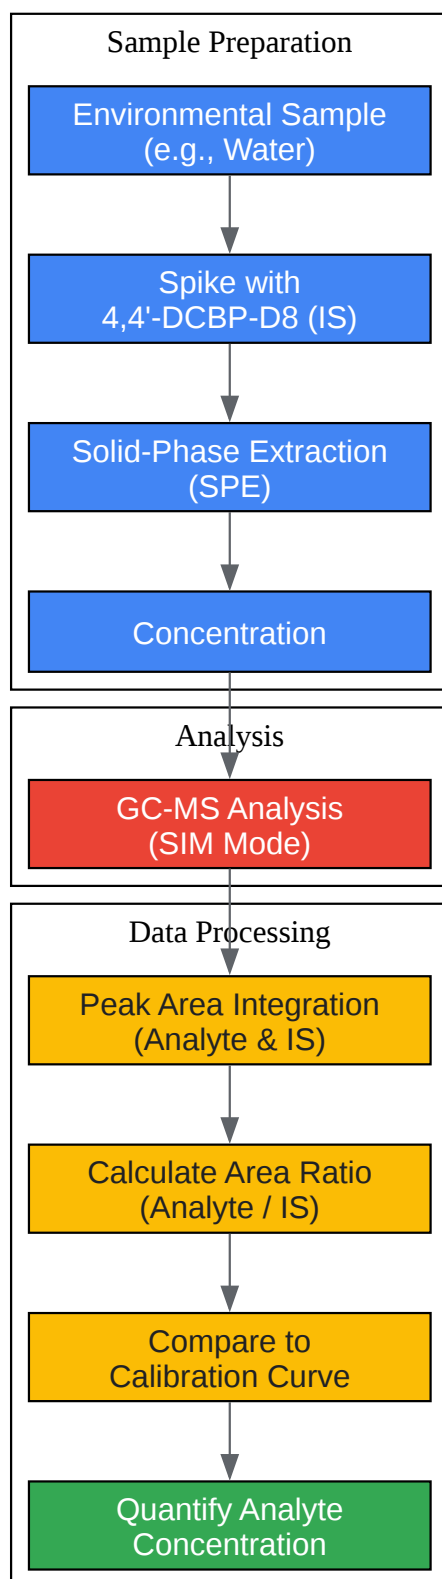 Sample Preparation
Environmental Sample
(e.g., Water)
Spike with
4,4'-DCBP-D8 (IS)
Solid-Phase Extraction
(SPE)
Concentration
Analysis
GC-MS Analysis
(SIM Mode)
Data Processing
Peak Area Integration
(Analyte & IS)
Calculate Area Ratio
(Analyte / IS)
Compare to
Calibration Curve
Quantify Analyte
Concentration